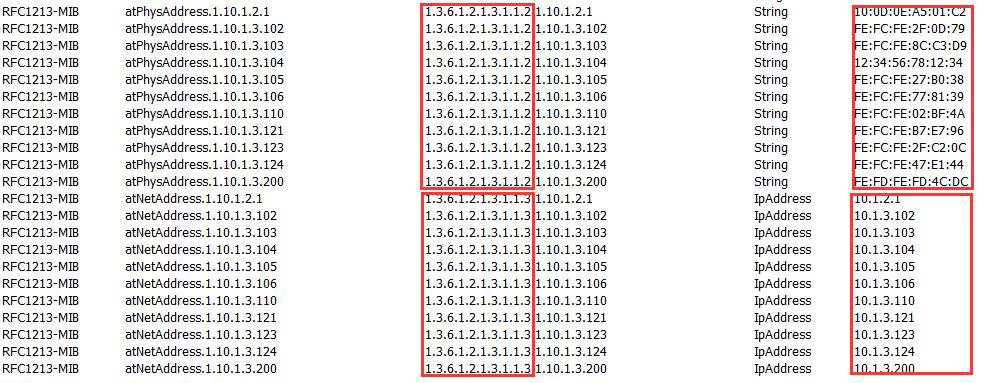 RFC1213-MIB atPhysAddress.1.10.1.2.1 1.3.6.1.2.1.3.1.1.2.1.10.1.2.1 String 10:0D:0E:A5:01:C2
RFC1213-MIB atPhysAddress.1.10.1.3.102 1.3.6.1.2.1.3.1.1.2.1.10.1.3.102 String FE:FC:FE:2F:0D:79
RFC1213-MIB atPhysAddress.1.10.1.3.103 1.3.6.1.2.1.3.1.1.2.1.10.1.3.103 String FE:FC:FE:8C:C3:D9
RFC1213-MIB atPhysAddress.1.10.1.3.104 1.3.6.1.2.1.3.1.1.2.1.10.1.3.104 String 12:34:56:78:12:34
RFC1213-MIB atPhysAddress.1.10.1.3.105 1.3.6.1.2.1.3.1.1.2.1.10.1.3.105 String FE:FC:FE:27:B0:38
RFC1213-MIB atPhysAddress.1.10.1.3.106 1.3.6.1.2.1.3.1.1.2.1.10.1.3.106 String FE:FC:FE:77:81:39
RFC1213-MIB atPhysAddress.1.10.1.3.110 1.3.6.1.2.1.3.1.1.2.1.10.1.3.110 String FE:FC:FE:02:BF:4A
RFC1213-MIB atPhysAddress.1.10.1.3.121 1.3.6.1.2.1.3.1.1.2.1.10.1.3.121 String FE:FC:FE:B7:E7:96
RFC1213-MIB atPhysAddress.1.10.1.3.123 1.3.6.1.2.1.3.1.1.2.1.10.1.3.123 String FE:FC:FE:2F:C2:0C
RFC1213-MIB atPhysAddress.1.10.1.3.124 1.3.6.1.2.1.3.1.1.2.1.10.1.3.124 String FE:FC:FE:47:E1:44
RFC1213-MIB atPhysAddress.1.10.1.3.200 1.3.6.1.2.1.3.1.1.2.1.10.1.3.200 String FE:FD:FE:FD:4C:DC
RFC1213-MIB atNetAddress.1.10.1.2.1 1.3.6.1.2.1.3.1.1.3.1.10.1.2.1 IpAddress 10.1.2.1
RFC1213-MIB atNetAddress.1.10.1.3.102 1.3.6.1.2.1.3.1.1.3.1.10.1.3.102 IpAddress 10.1.3.102
RFC1213-MIB atNetAddress.1.10.1.3.103 1.3.6.1.2.1.3.1.1.3.1.10.1.3.103 IpAddress 10.1.3.103
RFC1213-MIB atNetAddress.1.10.1.3.104 1.3.6.1.2.1.3.1.1.3.1.10.1.3.104 IpAddress 10.1.3.104
RFC1213-MIB atNetAddress.1.10.1.3.105 1.3.6.1.2.1.3.1.1.3.1.10.1.3.105 IpAddress 10.1.3.105
RFC1213-MIB atNetAddress.1.10.1.3.106 1.3.6.1.2.1.3.1.1.3.1.10.1.3.106 IpAddress 10.1.3.106
RFC1213-MIB atNetAddress.1.10.1.3.110 1.3.6.1.2.1.3.1.1.3.1.10.1.3.110 IpAddress 10.1.3.110
RFC1213-MIB atNetAddress.1.10.1.3.121 1.3.6.1.2.1.3.1.1.3.1.10.1.3.121 IpAddress 10.1.3.121
RFC1213-MIB atNetAddress.1.10.1.3.123 1.3.6.1.2.1.3.1.1.3.1.10.1.3.123 IpAddress 10.1.3.123
RFC1213-MIB atNetAddress.1.10.1.3.124 1.3.6.1.2.1.3.1.1.3.1.10.1.3.124 IpAddress 10.1.3.124
RFC1213-MIB atNetAddress.1.10.1.3.200 1.3.6.1.2.1.3.1.1.3.1.10.1.3.200 IpAddress 10.1.3.200